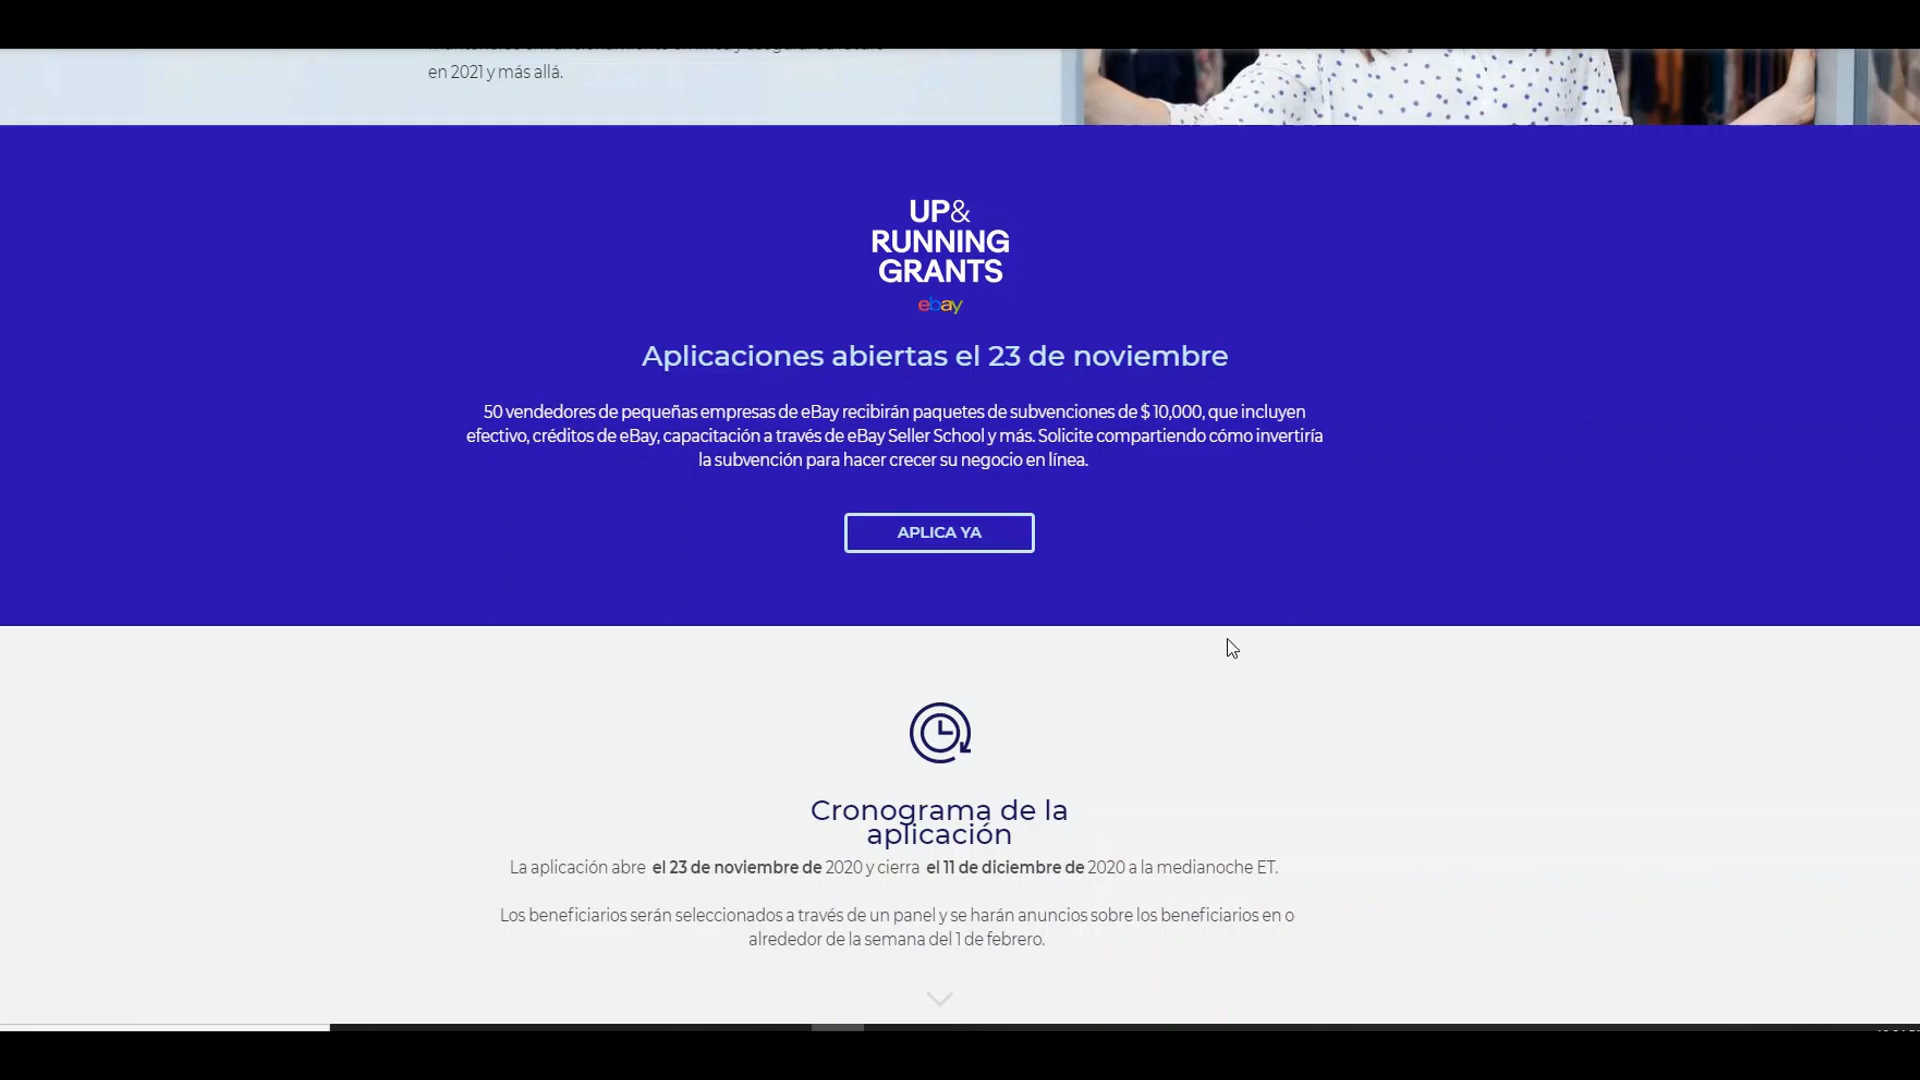 en 2021 y más allá.
UP&
RUNNING
GRANTS
ebay
Aplicaciones abiertas el 23 de noviembre
50 vendedores de pequeñas empresas de eBay recibirán paquetes de subvenciones de $ 10,000, que incluyen
efectivo, créditos de eBay, capacitación a través de eBay Seller School y más. Solicite compartiendo cómo invertiría
la subvención para hacer crecer su negocio en línea.
APLICA YA
Cronograma de la
aplicación
La aplicación abre el 23 de noviembre de 2020 y cierra el 11 de diciembre de 2020 a la medianoche ET.
Los beneficiarios serán seleccionados a través de un panel y se harán anuncios sobre los beneficiarios en o
alrededor de la semana del 1 de febrero.